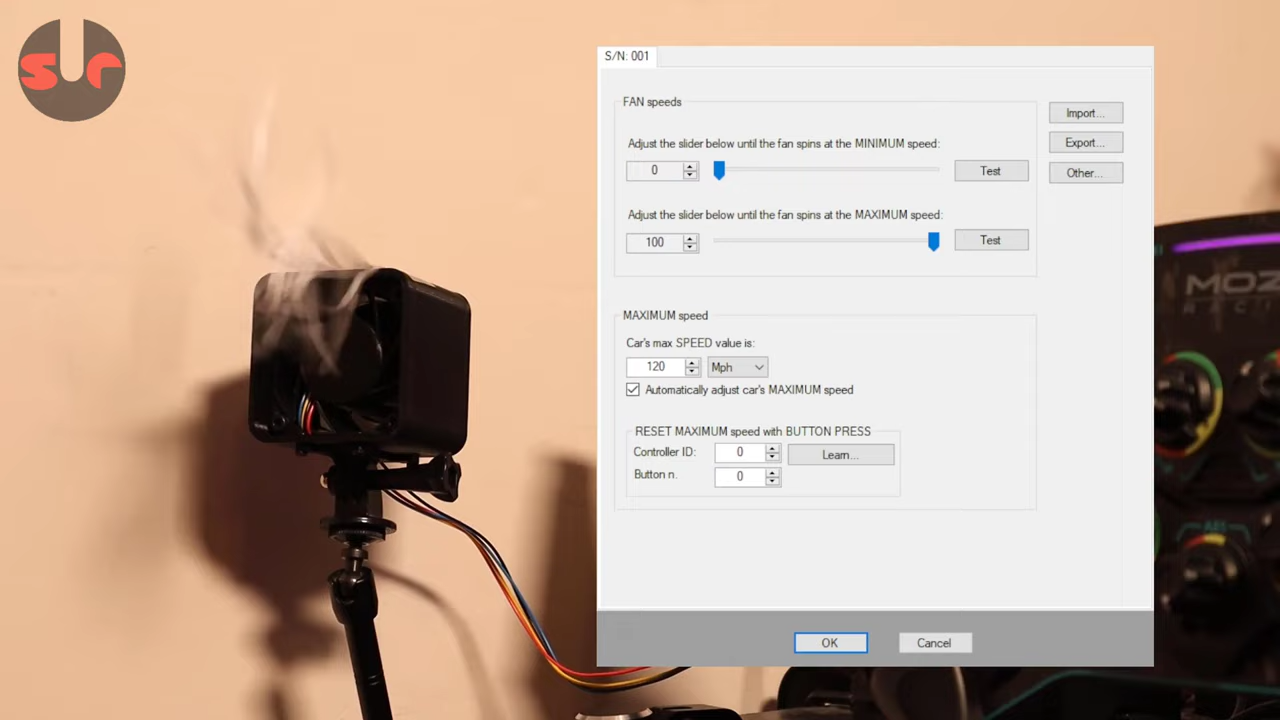 sur
S/N: 001
FAN speeds
Import...
Adjust the slider below until the fan spins at the MINIMUM speed:
Export...
0
Test
Other...
Adjust the slider below until the fan spins at the MAXIMUM speed:
100
Test
MAXIMUM speed
Car's max SPEED value is:
120 Mph
Automatically adjust car's MAXIMUM speed
RESET MAXIMUM speed with BUTTON PRESS
Controller ID: 0 Learn...
Button n. 0
OK Cancel
MOZ
ABS